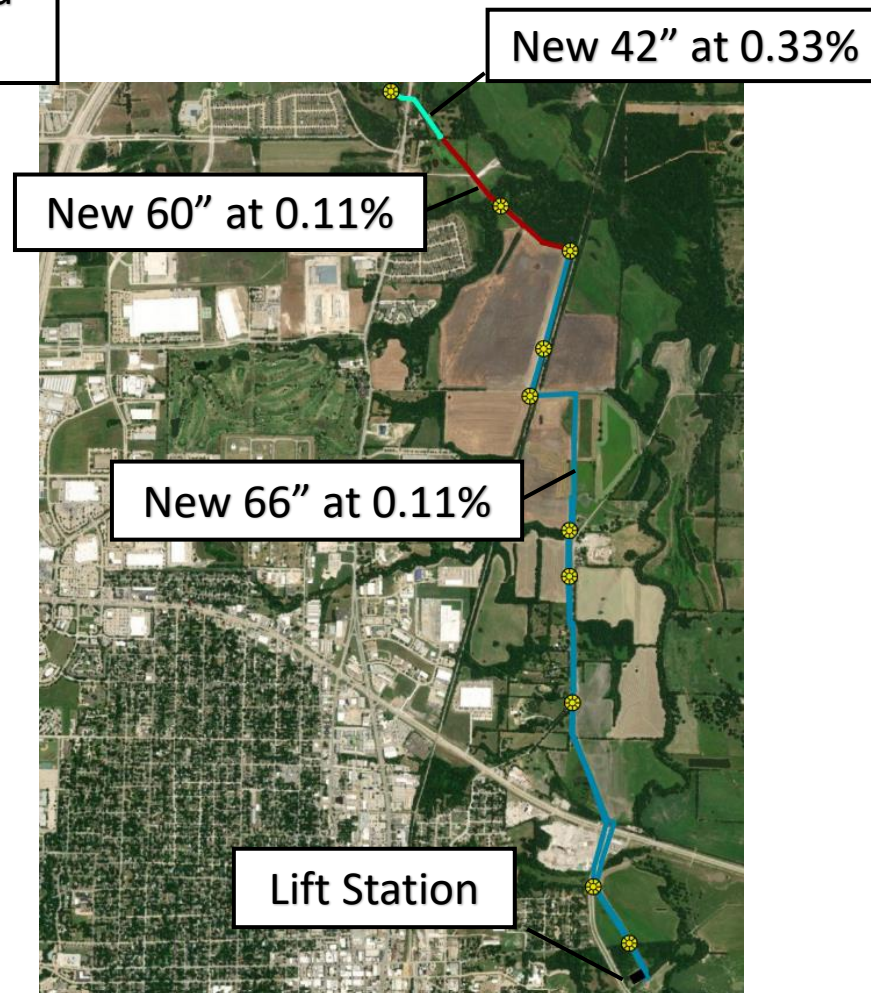 New 42” at 0.33%
New 60” at 0.11%
New 66” at 0.11%
Lift Station